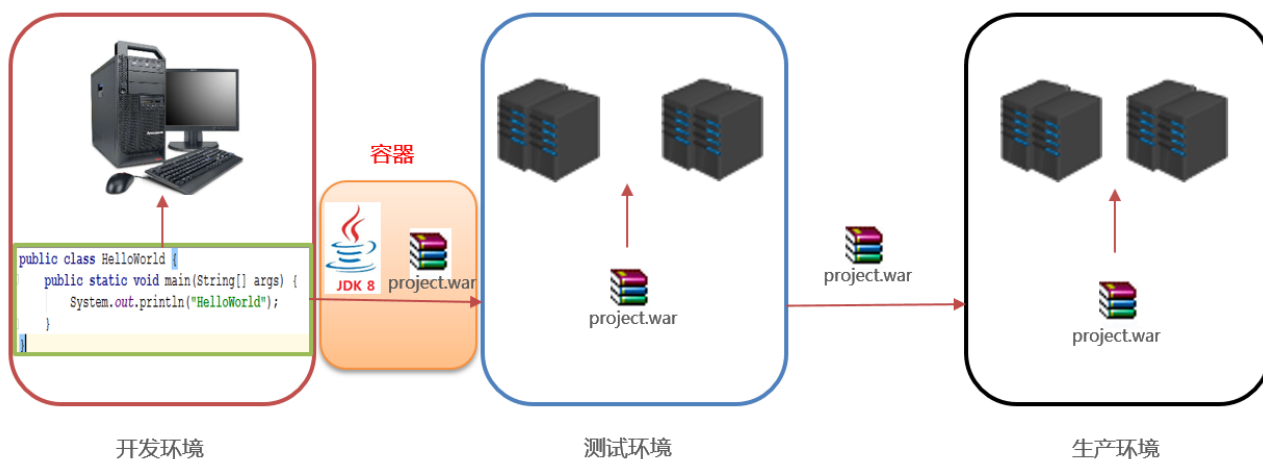 容器
public class HelloWorld {
public static void main(String[] args) {
System.out.println("HelloWorld");
}
}
JDK 8
project.war
project.war
project.war
project.war
开发环境
测试环境
生产环境